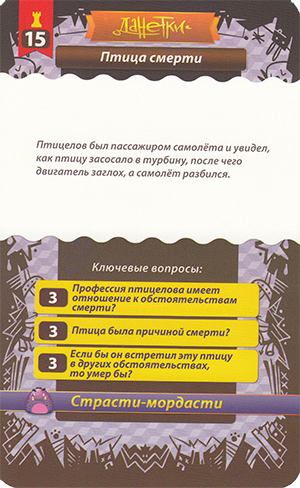 15
ДАНЕТКИ
Птица смерти
Птицелов был пассажиром самолёта и увидел,
как птицу засосало в турбину, после чего
двигатель заглох, а самолёт разбился.
Ключевые вопросы:
3 Профессия птицелова имеет
отношение к обстоятельствам
смерти?
3 Птица была причиной смерти?
3 Если бы он встретил эту птицу
в других обстоятельствах,
то умер бы?
Страсти-мордасти